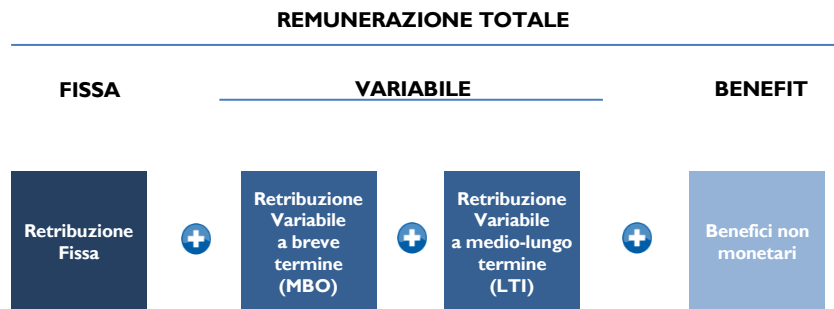 REMUNERAZIONE TOTALE
FISSA
VARIABILE
BENEFIT
Retribuzione
Fissa
Retribuzione
Variabile
a breve
termine
(MBO)
Retribuzione
Variabile
a medio-lungo
termine
(LTI)
Benefici non
monetari